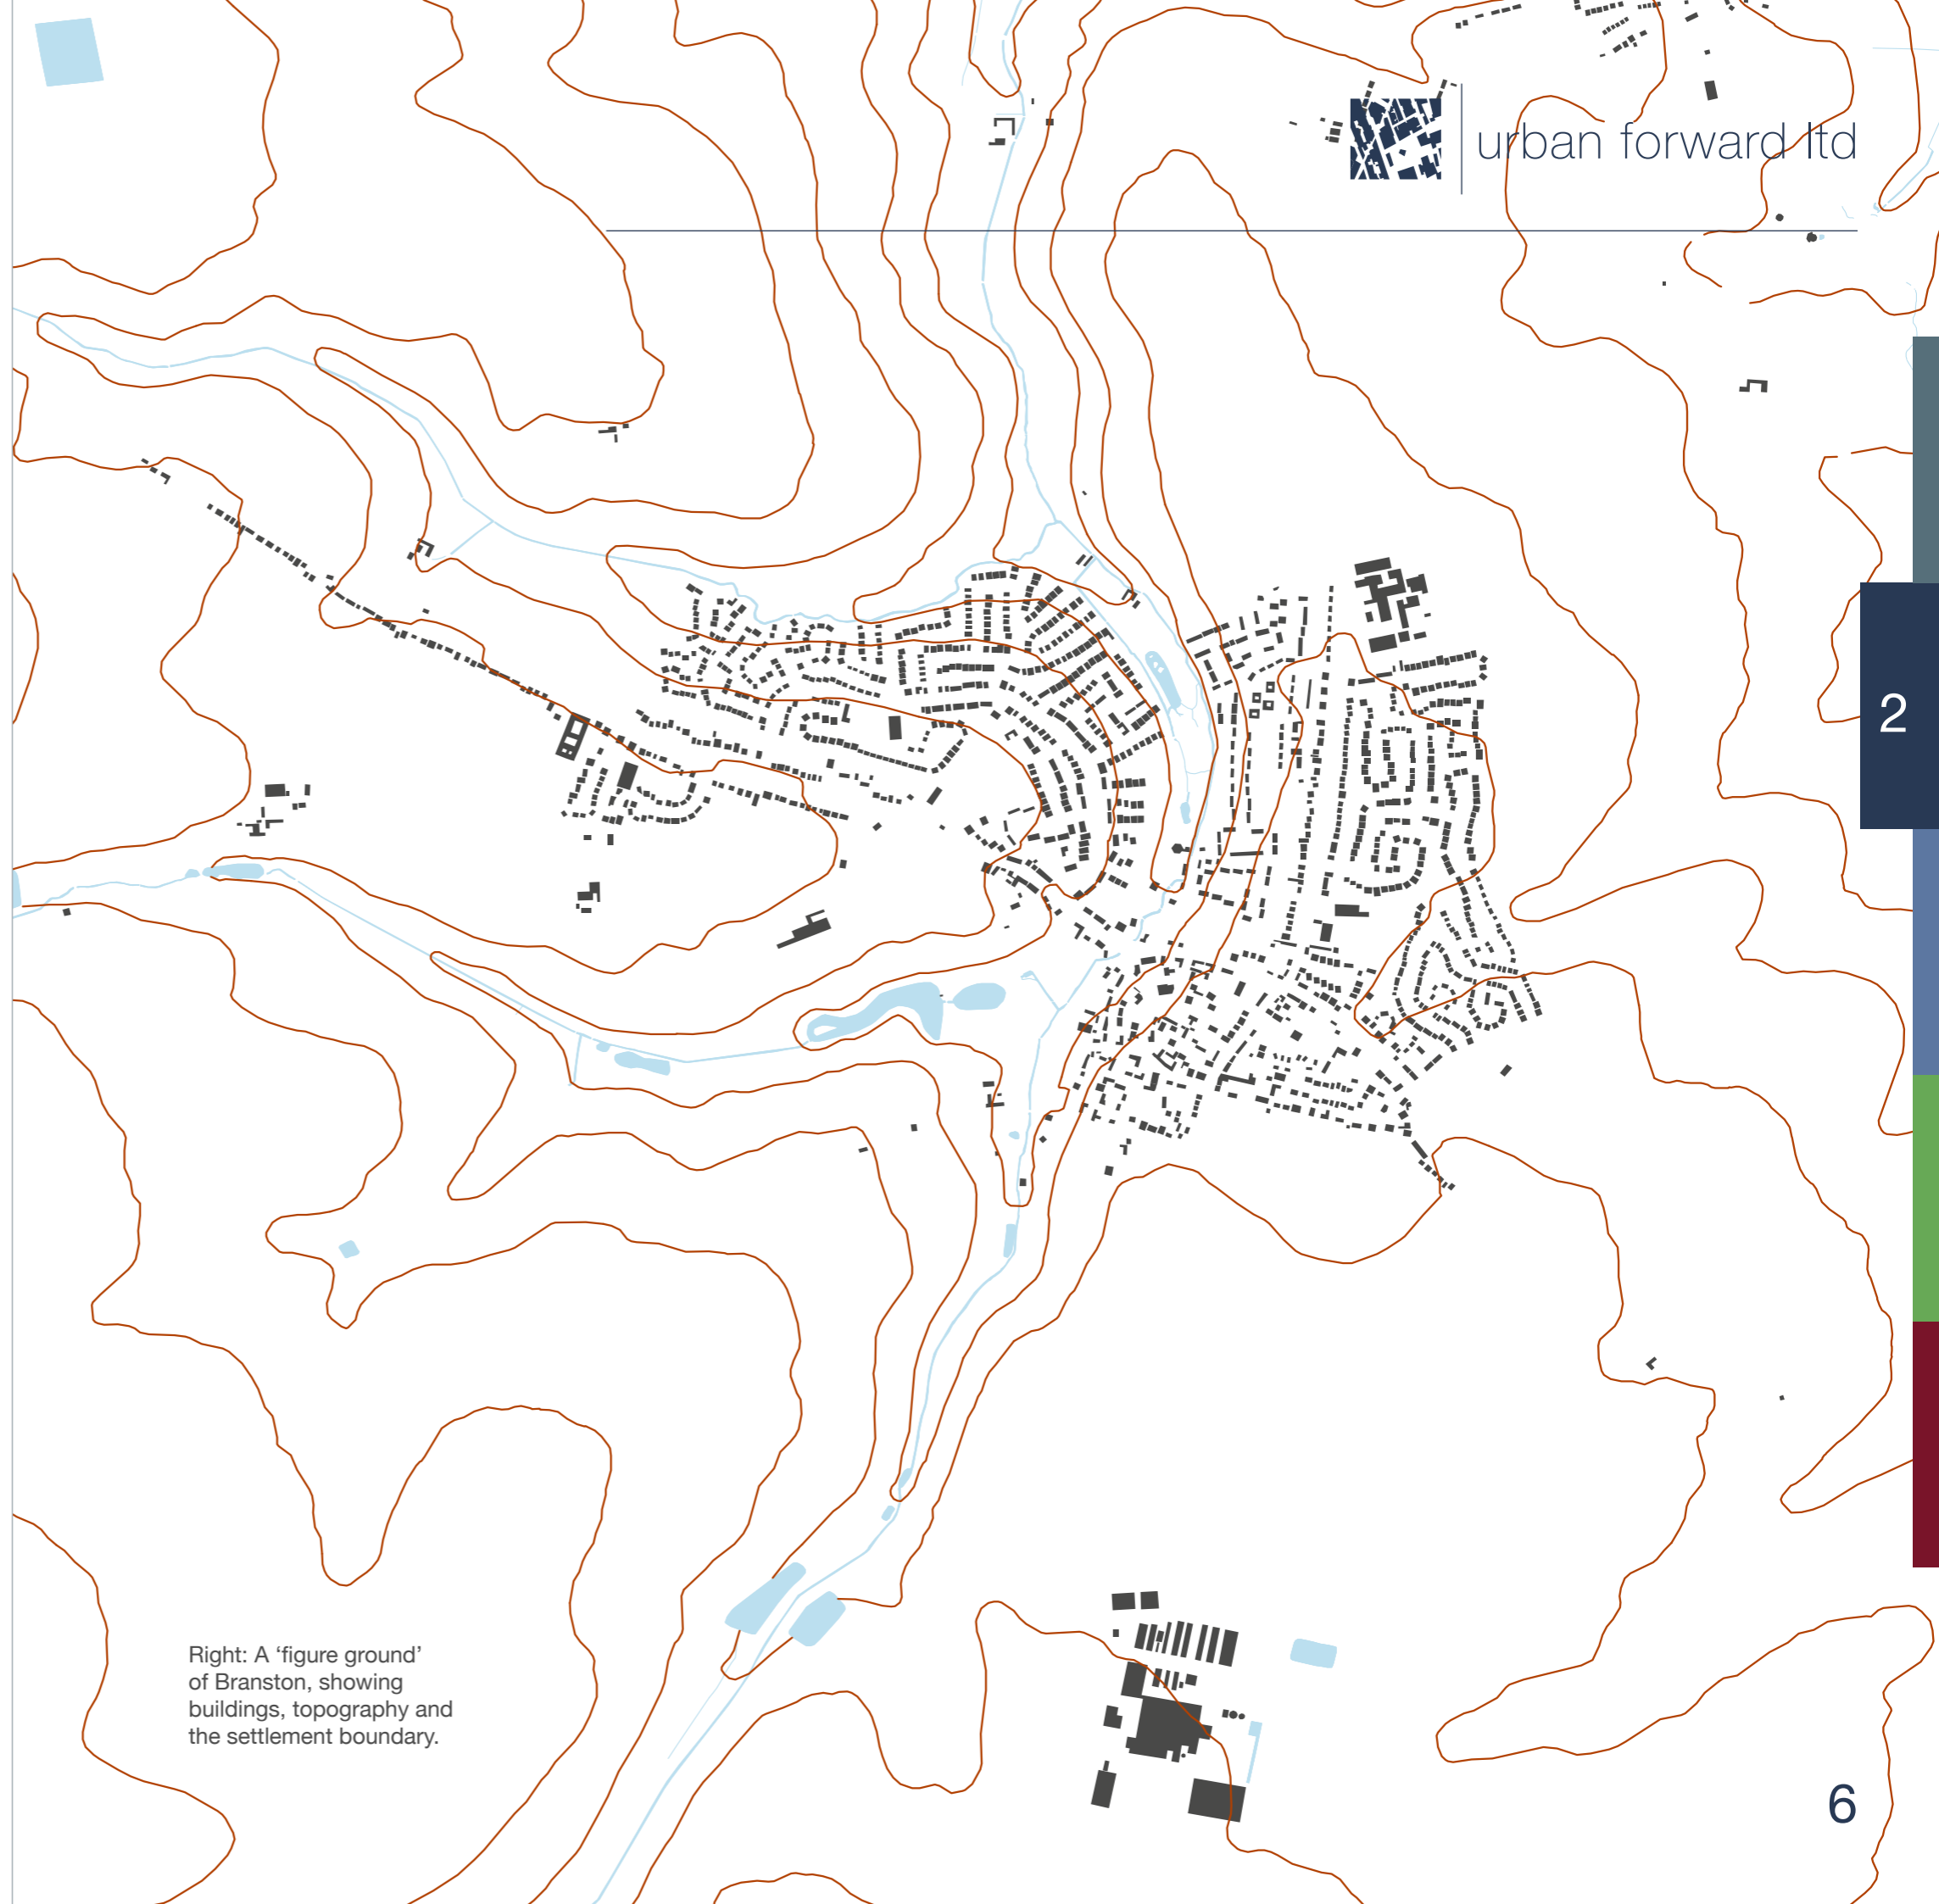 urban forward ltd
2
Right: A ‘figure ground’
of Branston, showing
buildings, topography and
the settlement boundary.
6